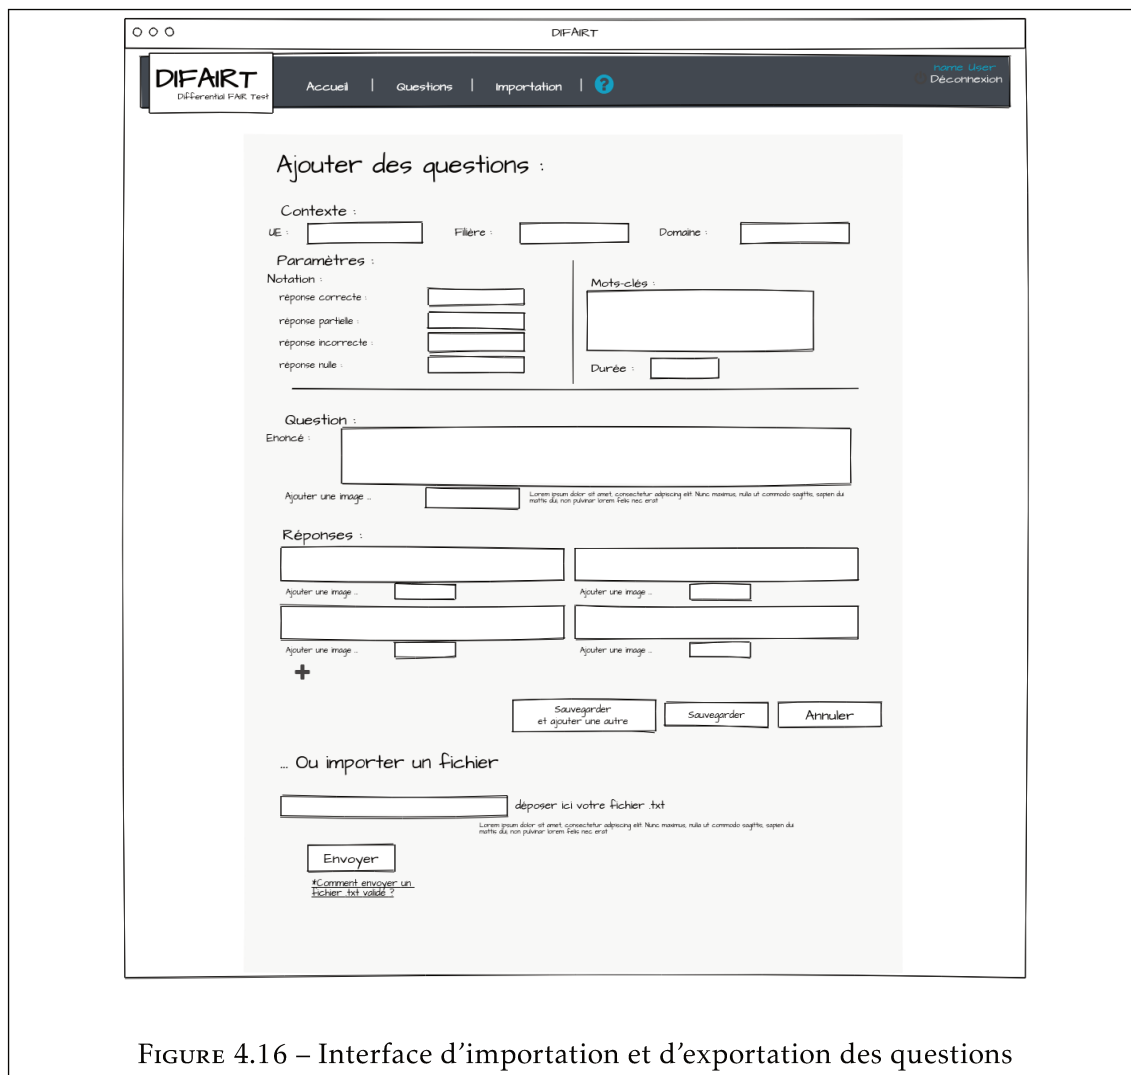 DIFAIRT
DIFAIRT
Differential FAIR Test
Accueil | Questions | Importation | ?
name User
Déconnexion
Ajouter des questions :
Contexte :
UE : Filière : Domaine :
Paramètres :
Notation :
réponse correcte :
réponse partielle :
réponse incorrecte :
réponse nulle :
Mots-clés :
Durée :
Question :
Enoncé :
Ajouter une image ...
Lorem ipsum dolor sit amet, consectetur adipiscing elit. Nunc maximus, nulla ut commodo sagittis, sapien dui
mattis dui, non pulvinar lorem felis nec erat
Réponses :
Ajouter une image ... Ajouter une image ...
Ajouter une image ... Ajouter une image ...
Sauvegarder
et ajouter une autre
Sauvegarder
Annuler
... Ou importer un fichier
déposer ici votre fichier .txt
Lorem ipsum dolor sit amet, consectetur adipiscing elit. Nunc maximus, nulla ut commodo sagittis, sapien dui
mattis dui, non pulvinar lorem felis nec erat
Envoyer
*Comment envoyer un
fichier .txt validé ?
FIGURE 4.16 – Interface d'importation et d'exportation des questions